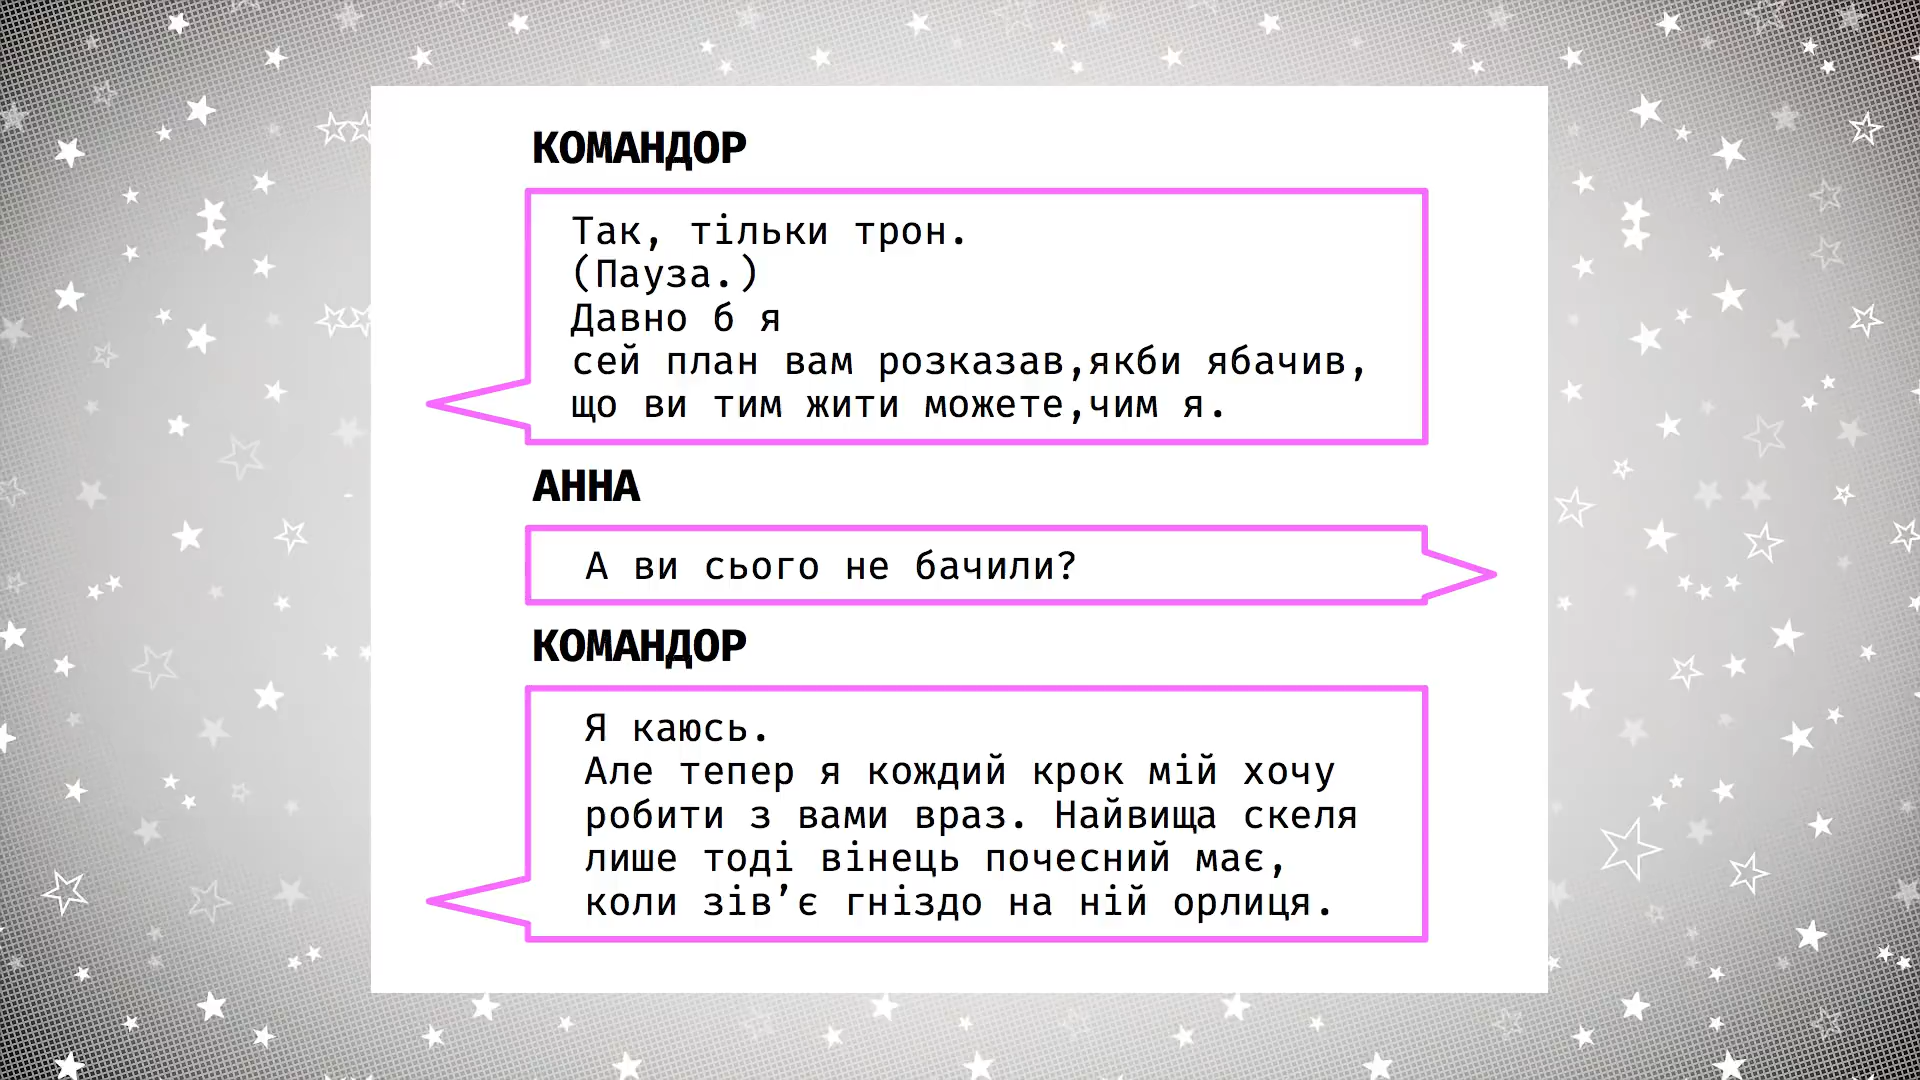 КОМАНДОР
Так, тільки трон.
(Пауза.)
Давно б я
сей план вам розказав,якби ябачив,
що ви тим жити можете,чим я.
АННА
А ви сього не бачили?
КОМАНДОР
Я каюсь.
Але тепер я кождий крок мій хочу
робити з вами враз. Найвища скеля
лише тоді вінець почесний має,
коли зів’є гніздо на ній орлиця.